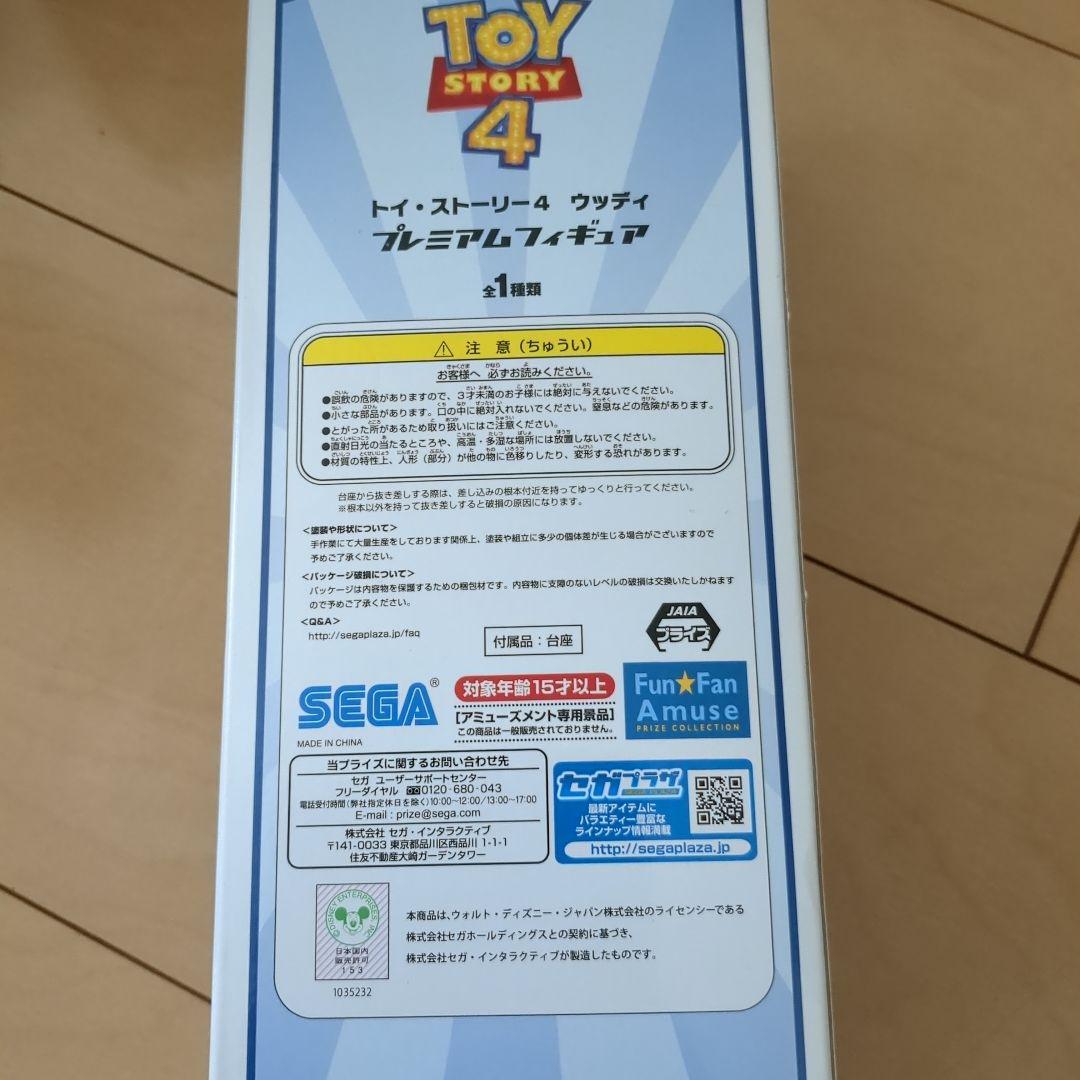 TOY
STORY
4
トイ・ストーリー4 ウッディ
プレミアムフィギュア
全1種類
⚠ 注 意(ちゅうい)
お客様へ 必ずお読みください。
●誤飲の危険がありますので、3才未満のお子様には絶対に与えないでください。
●小さな部品があります。口の中に絶対入れないでください。窒息などの危険があります。
●とがった所があるため取り扱いにはご注意ください。
●直射日光の当たるところや、高温・多湿な場所には放置しないでください。
●材質の特性上、人形(部分)が他の物に色移りしたり、変形する恐れがあります。
台座から抜き差しする際は、差し込みの根本付近を持ってゆっくりと行ってください。
※根本以外を持って抜き差しすると破損の原因になります。
<塗装や形状について>
手作業にて大量生産をしております関係上、塗装や組立に多少の個体差が生じる場合がございますので
予めご了承ください。
<パッケージ破損について>
パッケージは内容物を保護するための梱包材です。内容物に支障のないレベルの破損は交換いたしかねます
ので予めご了承ください。
<Q&A>
http://segaplaza.jp/faq
付属品:台座
JAIA
プライズ
SEGA®
対象年齢15才以上
[アミューズメント専用景品]
この商品は一般販売されておりません。
Fun★Fan
Amuse
PRIZE COLLECTION
MADE IN CHINA
当プライズに関するお問い合わせ先
セガ ユーザーサポートセンター
フリーダイヤル 0120-680-043
電話受付時間(弊社指定休日を除く)10:00~12:00/13:00~17:00
E-mail : prize@sega.com
株式会社 セガ・インタラクティブ
〒141-0033 東京都品川区西品川 1-1-1
住友不動産大崎ガーデンタワー
セガプラザ
最新アイテムに
バラエティー豊富な
ラインナップ情報満載
http://segaplaza.jp
©DISNEY ENTERPRISES, INC.
日本国内
販売許可
153
1035232
本商品は、ウォルト・ディズニー・ジャパン株式会社のライセンシーである
株式会社セガホールディングスとの契約に基づき、
株式会社セガ・インタラクティブが製造したものです。